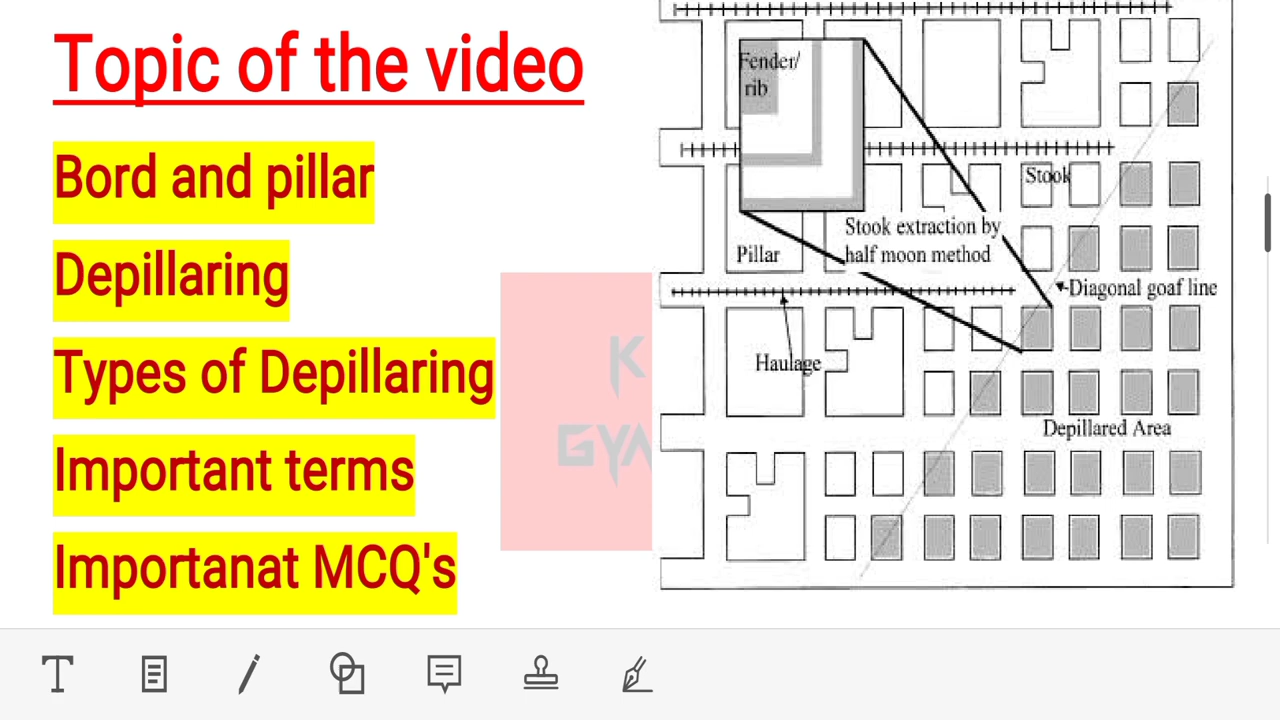 Topic of the video
Bord and pillar
Depillaring
Types of Depillaring
Important terms
Importanat MCQ's
K
GYA
Fender/
rib
Stook
Stook extraction by
half moon method
Pillar
Diagonal goaf line
Haulage
Depillared Area
T